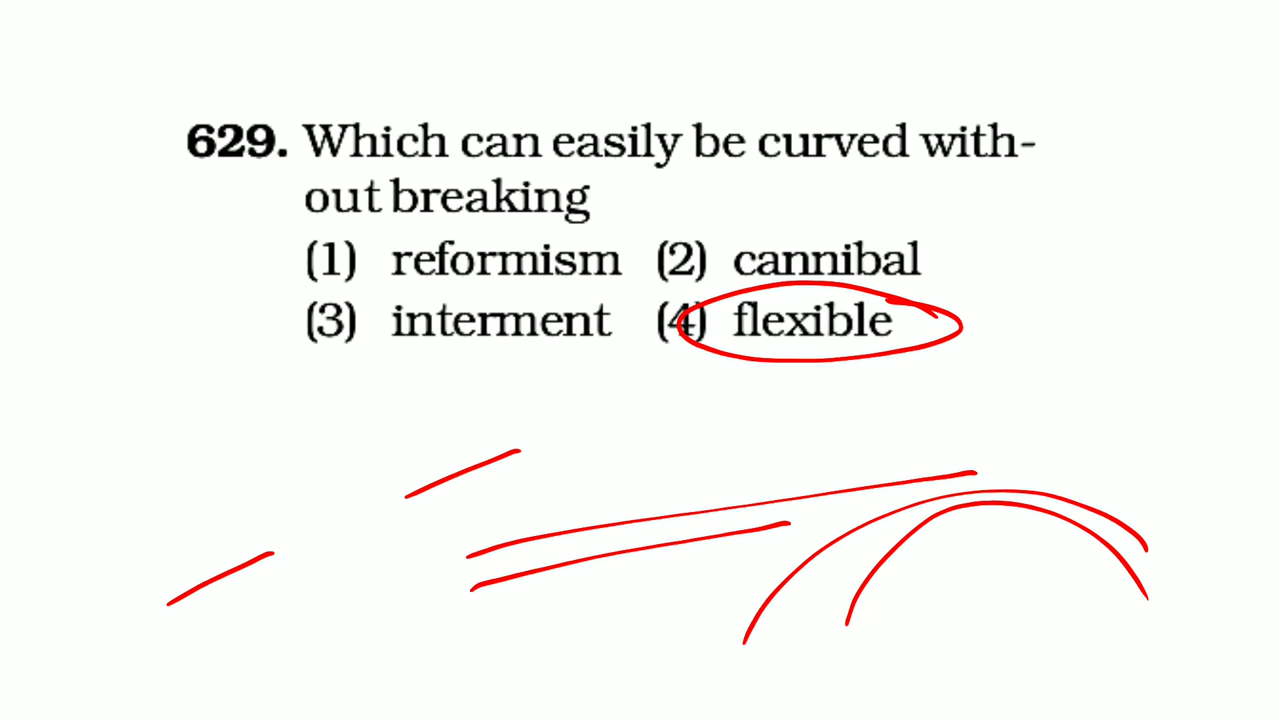 629. Which can easily be curved with-
out breaking
(1) reformism (2) cannibal
(3) interment (4) flexible